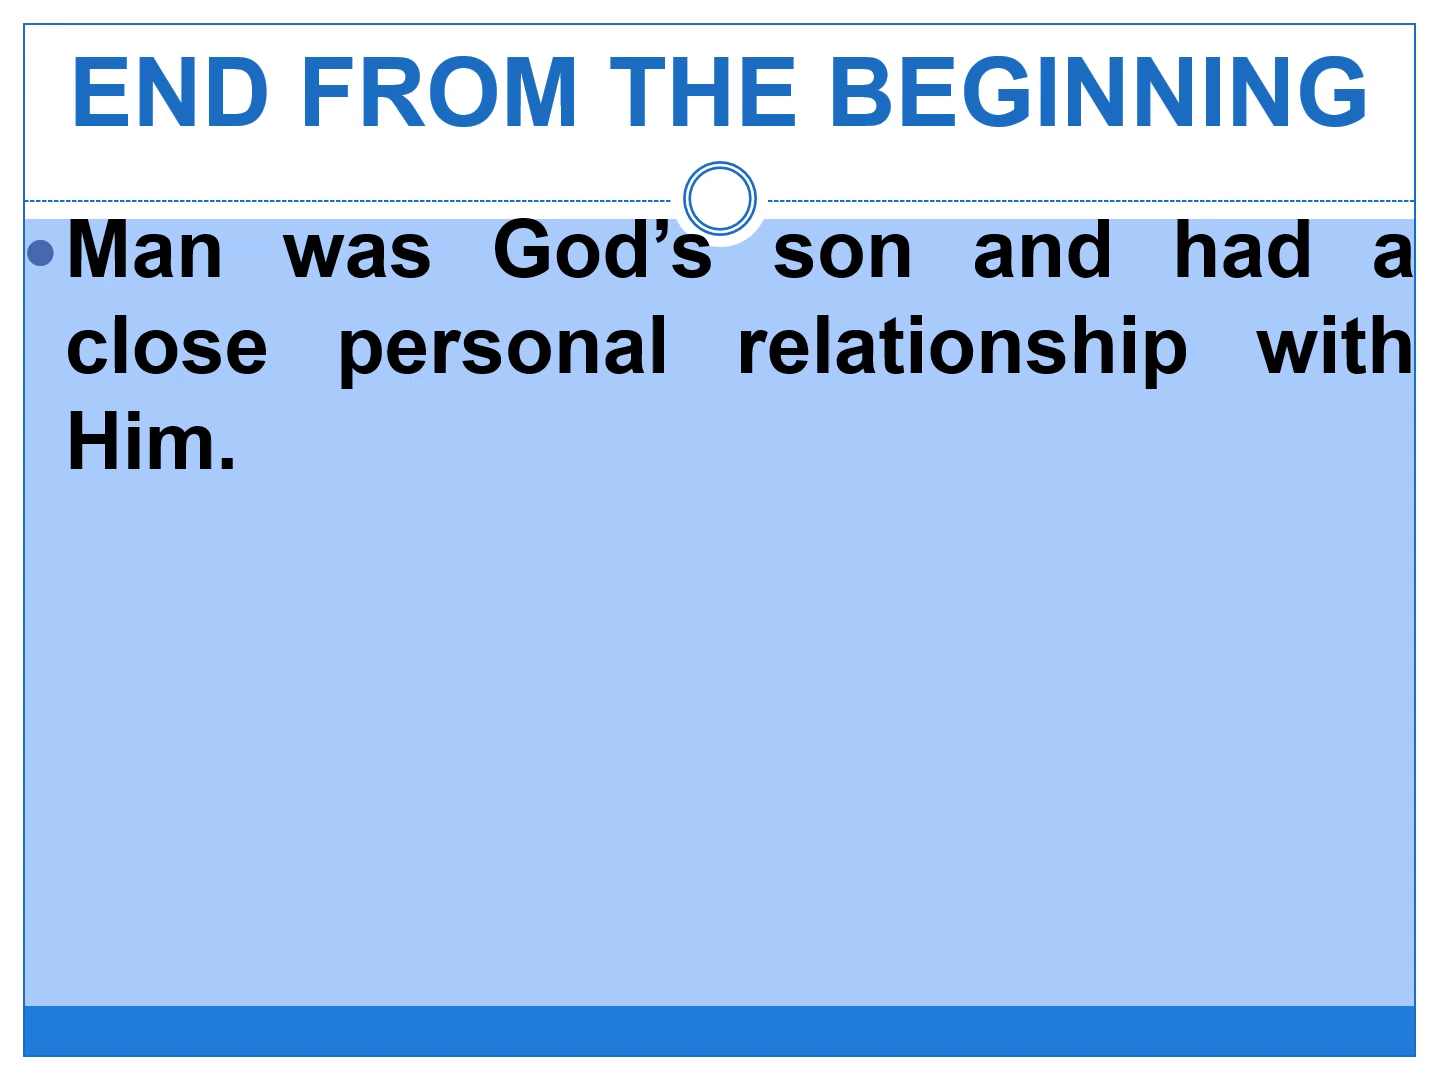 END FROM THE BEGINNING
• Man was God’s son and had a
close personal relationship with
Him.